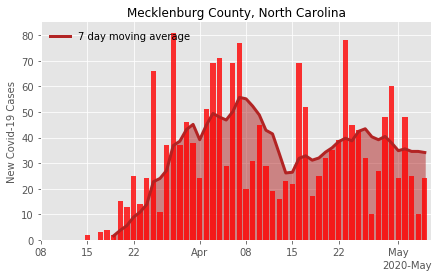 Mecklenburg County, North Carolina
7 day moving average
New Covid-19 Cases
80
70
60
50
40
30
20
10
0
08 15 22 Apr 08 15 22 May
2020-May